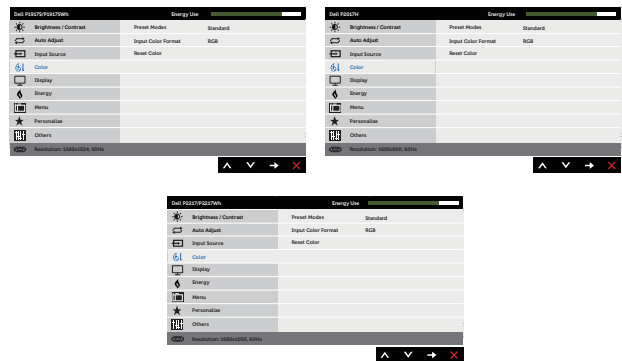 Dell P1917S/P1917SWh Energy Use
Brightness / Contrast Preset Modes Standard
Auto Adjust Input Color Format RGB
Input Source Reset Color
Color
Display
Energy
Menu
Personalize
Others
Resolution: 1280x1024, 60Hz
Dell P2017H Energy Use
Brightness / Contrast Preset Modes Standard
Auto Adjust Input Color Format RGB
Input Source Reset Color
Color
Display
Energy
Menu
Personalize
Others
Resolution: 1600x900, 60Hz
Dell P2217/P2217Wh Energy Use
Brightness / Contrast Preset Modes Standard
Auto Adjust Input Color Format RGB
Input Source Reset Color
Color
Display
Energy
Menu
Personalize
Others
Resolution: 1680x1050, 60Hz